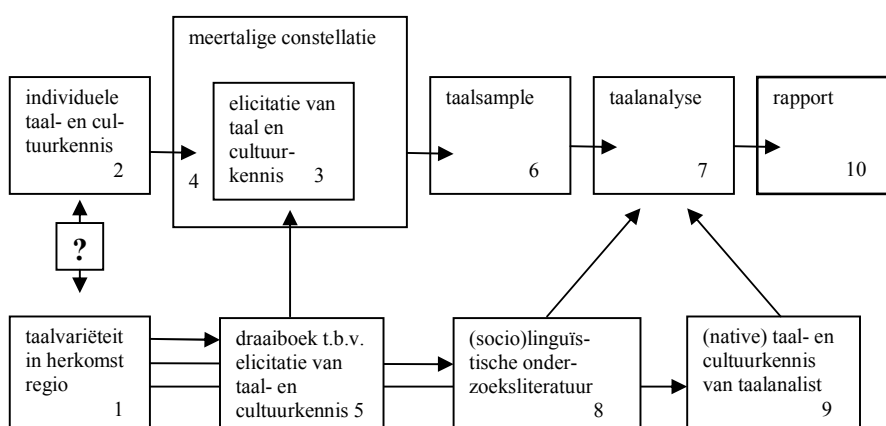 meertalige constellatie
individuele
taal- en cul-
tuurkennis
2
4
elicitatie van
taal en
cultuur-
kennis 3
taalsample
6
taalanalyse
7
rapport
10
?
taalvariëteit
in herkomst
regio
1
draaiboek t.b.v.
elicitatie van
taal- en
cultuurkennis 5
(socio)linguïs-
tische onder-
zoeksliteratuur
8
(native) taal- en
cultuurkennis
van taalanalist
9